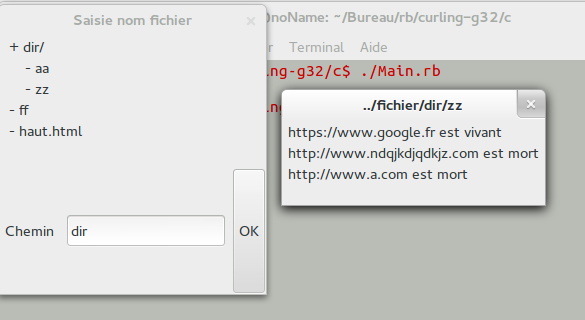 Saisie nom fichier
+ dir/
- aa
- zz
- ff
- haut.html
Chemin dir OK
noName: ~/Bureau/rb/curling-g32/c
Terminal Aide
ng-g32/c$ ./Main.rb
../fichier/dir/zz
https://www.google.fr est vivant
http://www.ndqjkdjqdkjz.com est mort
http://www.a.com est mort